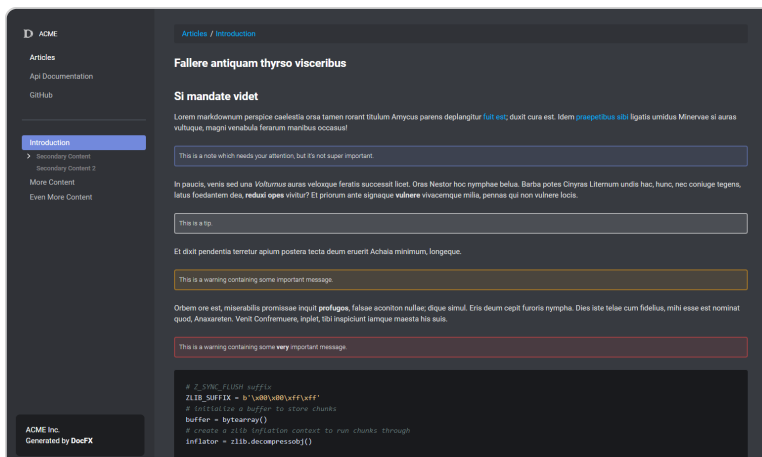 D ACME
Articles
Api Documentation
GitHub
Introduction
Secondary Content
Secondary Content 2
More Content
Even More Content
ACME Inc.
Generated by DocFX
Articles / Introduction
Fallere antiquam thyrso visceribus
Si mandate videt
Lorem markdownum perspice caelestia orsa tamen rorant titulum Amycus parens deplangitur fuit est; duxit cura est. Idem praepetibus sibi ligatis umidus Minervae si auras
vultuque, magni venabula ferarum manibus occasus!
This is a note which needs your attention, but it's not super important.
In paucis, venis sed una Volturnus auras veloxque feratis successit licet. Oras Nestor hoc nymphae belua. Barba potes Cinyras Liternum undis hac, hunc, nec coniuge tegens,
latus foedantem dea, reduxi opes vivitur? Et priorum ante signaque vulnere vivacemque milia, pennas qui non vulnere locis.
This is a tip.
Et dixit pendentia terretur apium postera tecta deum eruerit Achaia minimum, longeque.
This is a warning containing some important message.
Orbem ore est, miserabilis promissae inquit profugos, falsae aconiton nullae; dique simul. Eris deum cepit furoris nympha. Dies iste telae cum fidelius, mihi esse est nominat
quod, Anaxareten. Venit Confremuere, inplet, tibi inspiciunt iamque maesta his suis.
This is a warning containing some very important message.
# Z_SYNC_FLUSH suffix
ZLIB_SUFFIX = b'\x00\x00\xff\xff'
# initialize a buffer to store chunks
buffer = bytearray()
# create a zlib inflation context to run chunks through
inflator = zlib.decompressobj()